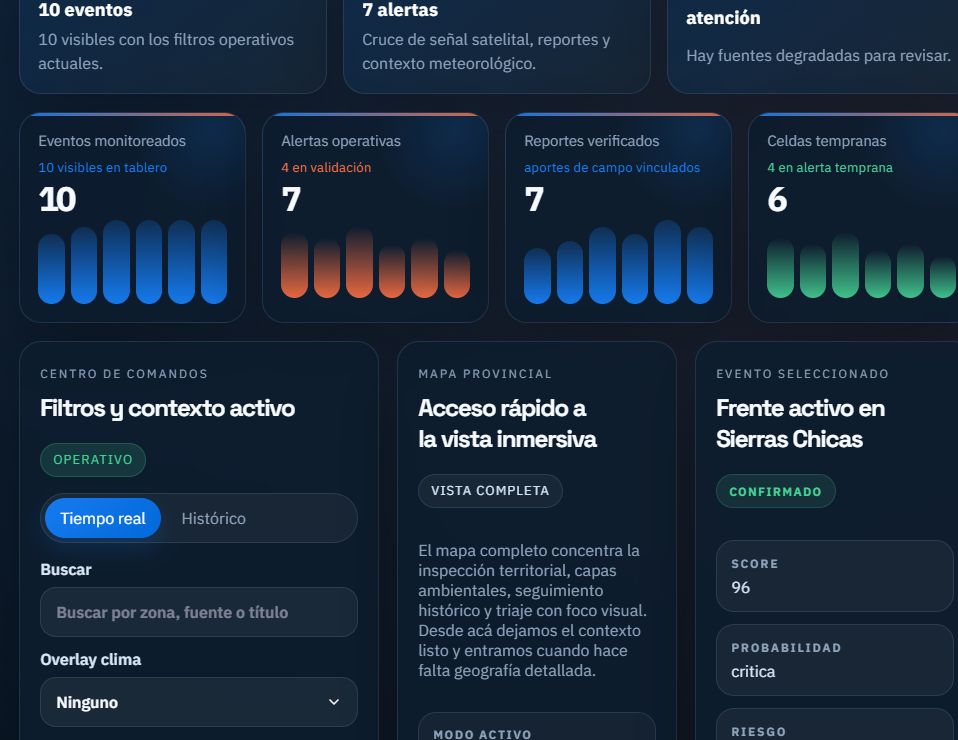 10 eventos
10 visibles con los filtros operativos
actuales.
7 alertas
Cruce de señal satelital, reportes y
contexto meteorológico.
atención
Hay fuentes degradadas para revisar.
Eventos monitoreados
10 visibles en tablero
10
Alertas operativas
4 en validación
7
Reportes verificados
aportes de campo vinculados
7
Celdas tempranas
4 en alerta temprana
6
CENTRO DE COMANDOS
Filtros y contexto activo
OPERATIVO
Tiempo real
Histórico
Buscar
Buscar por zona, fuente o título
Overlay clima
Ninguno
MAPA PROVINCIAL
Acceso rápido a
la vista inmersiva
VISTA COMPLETA
El mapa completo concentra la
inspección territorial, capas
ambientales, seguimiento
histórico y triaje con foco visual.
Desde acá dejamos el contexto
listo y entramos cuando hace
falta geografía detallada.
MODO ACTIVO
EVENTO SELECCIONADO
Frente activo en
Sierras Chicas
CONFIRMADO
SCORE
96
PROBABILIDAD
critica
RIESGO